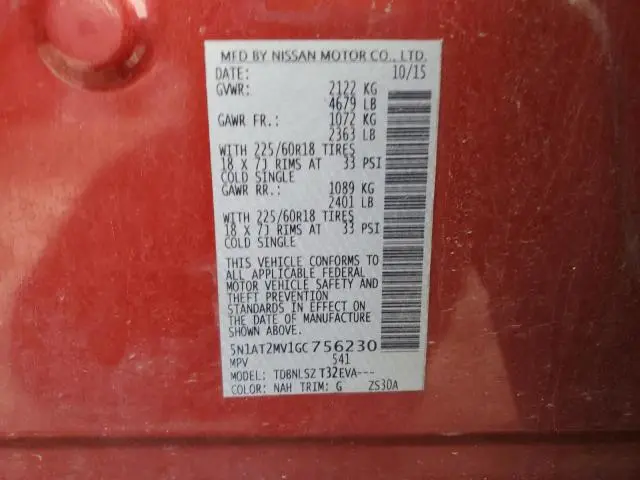 MFD BY NISSAN MOTOR CO., LTD.
DATE: 10/15
GVWR: 2122 KG
4679 LB
GAWR FR.: 1072 KG
2363 LB
WITH 225/60R18 TIRES
18 X 7J RIMS AT 33 PSI
COLD SINGLE
GAWR RR.: 1089 KG
2401 LB
WITH 225/60R18 TIRES
18 X 7J RIMS AT 33 PSI
COLD SINGLE
THIS VEHICLE CONFORMS TO
ALL APPLICABLE FEDERAL
MOTOR VEHICLE SAFETY AND
THEFT PREVENTION
STANDARDS IN EFFECT ON
THE DATE OF MANUFACTURE
SHOWN ABOVE.
5N1AT2MV1GC756230
MPV 541
MODEL: TDBNLSZ T32EVA---
COLOR: NAH TRIM: G ZS30A